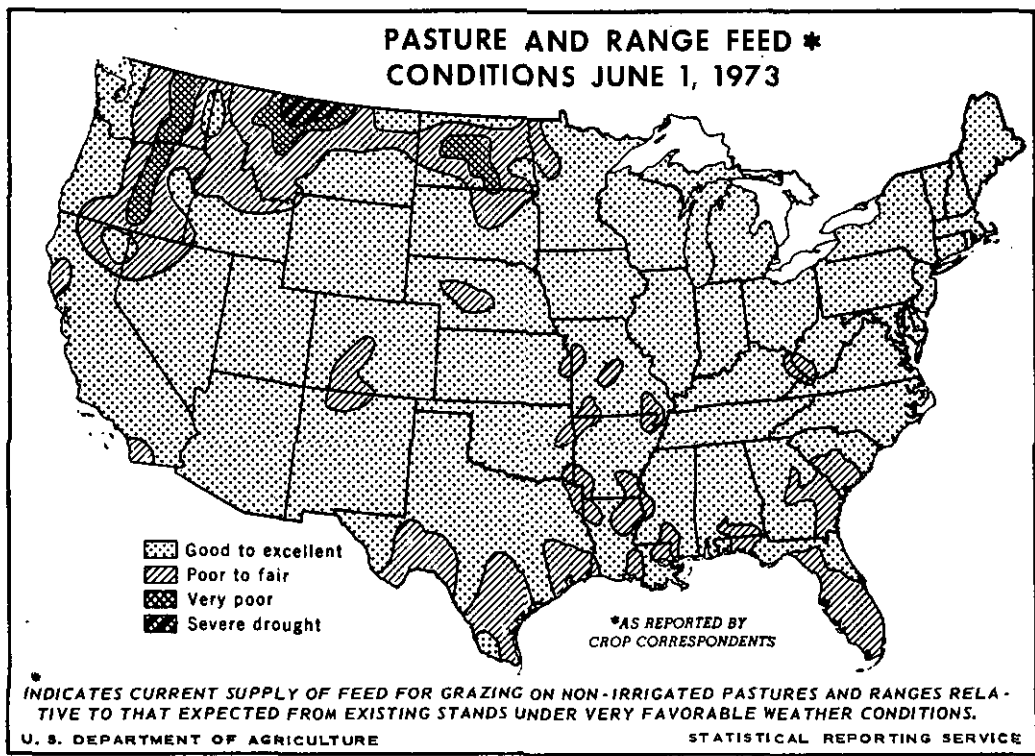 PASTURE AND RANGE FEED *
CONDITIONS JUNE 1, 1973
Good to excellent
Poor to fair
Very poor
Severe drought
*AS REPORTED BY
CROP CORRESPONDENTS
*
INDICATES CURRENT SUPPLY OF FEED FOR GRAZING ON NON-IRRIGATED PASTURES AND RANGES RELA-
TIVE TO THAT EXPECTED FROM EXISTING STANDS UNDER VERY FAVORABLE WEATHER CONDITIONS.
U. S. DEPARTMENT OF AGRICULTURE
STATISTICAL REPORTING SERVICE